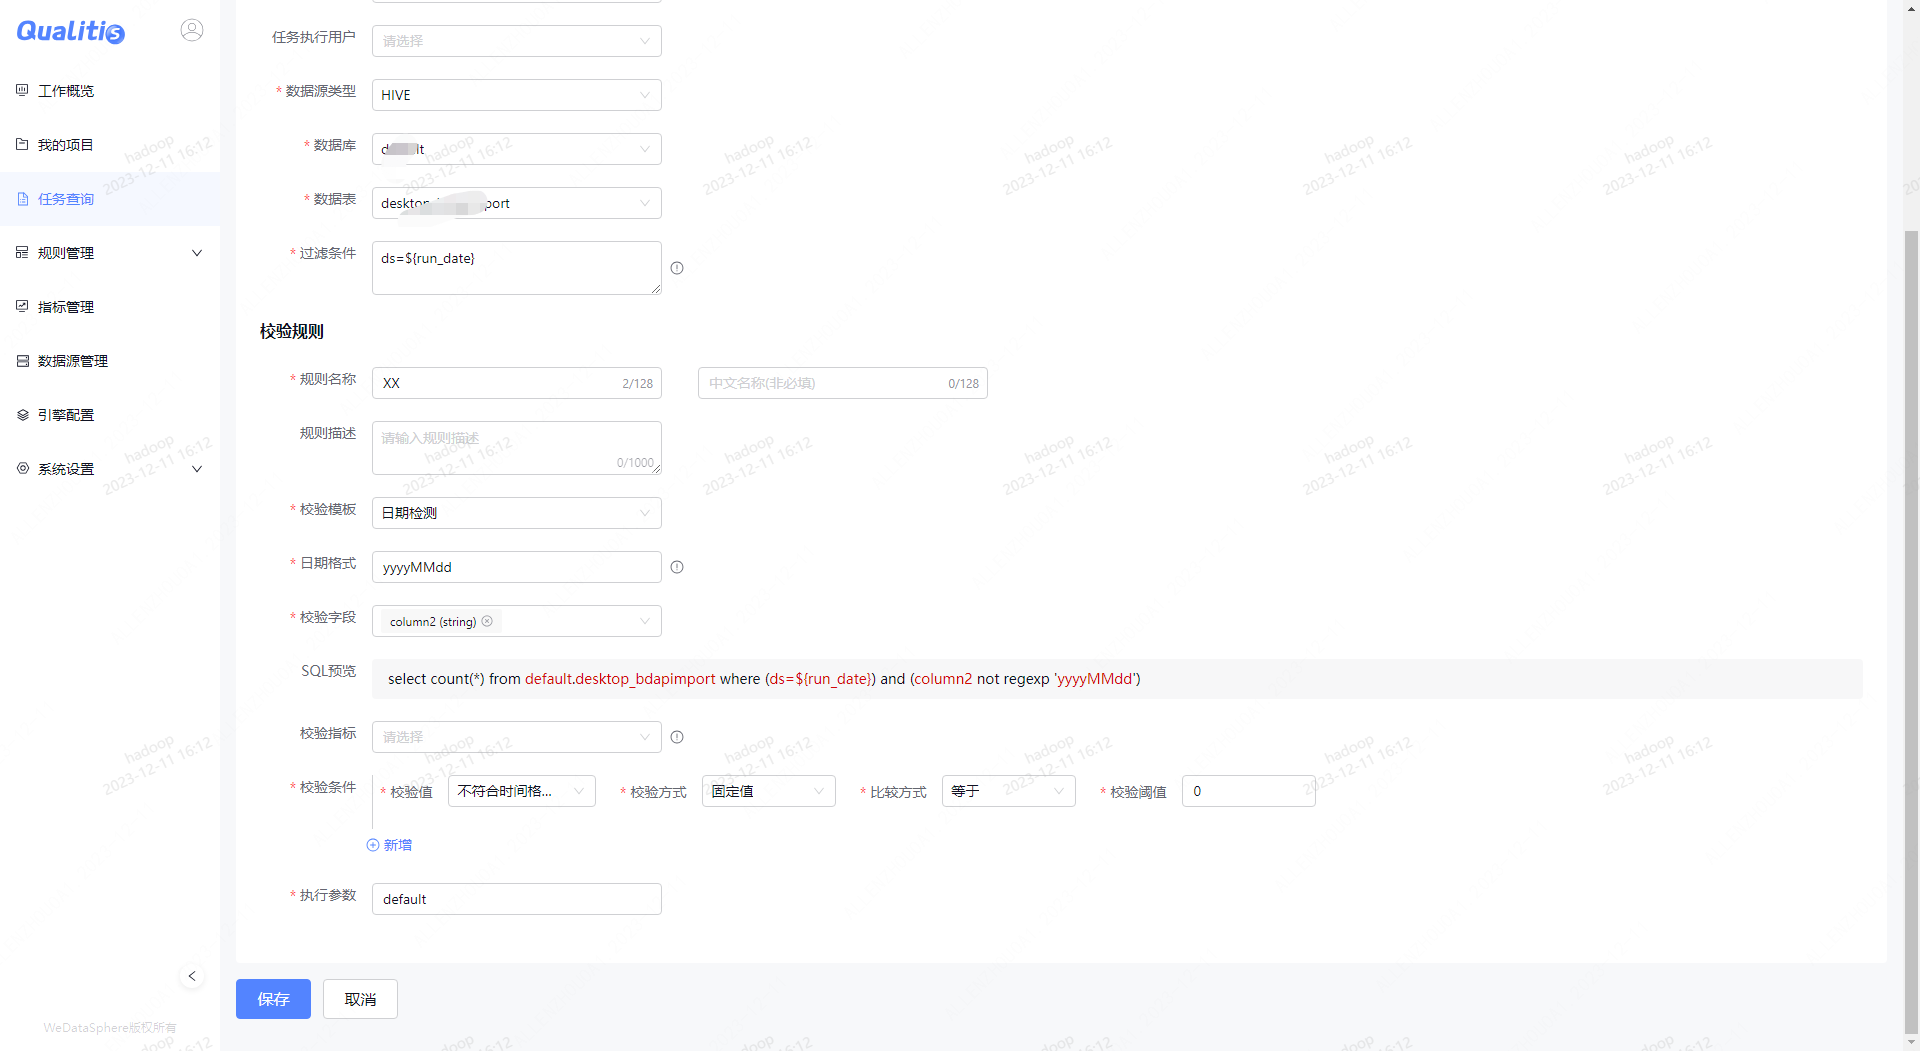 Qualitis
工作概览
我的项目
任务查询
规则管理
指标管理
数据源管理
引擎配置
系统设置
WeDataSphere版权所有
任务执行用户 请选择
* 数据源类型 HIVE
* 数据库
* 数据表
* 过滤条件 ds=${run_date}
校验规则
* 规则名称 XX 2/128 中文名称(非必填) 0/128
规则描述 请输入规则描述 0/1000
* 校验模板 日期检测
* 日期格式 yyyyMMdd
* 校验字段 column2 (string)
SQL预览 select count(*) from default.desktop_bdapimport where (ds=${run_date}) and (column2 not regexp 'yyyyMMdd')
校验指标 请选择
* 校验条件 * 校验值 不符合时间格... * 校验方式 固定值 * 比较方式 等于 * 校验阈值 0
新增
* 执行参数 default
保存 取消
hadoop
2023-12-11 16:12